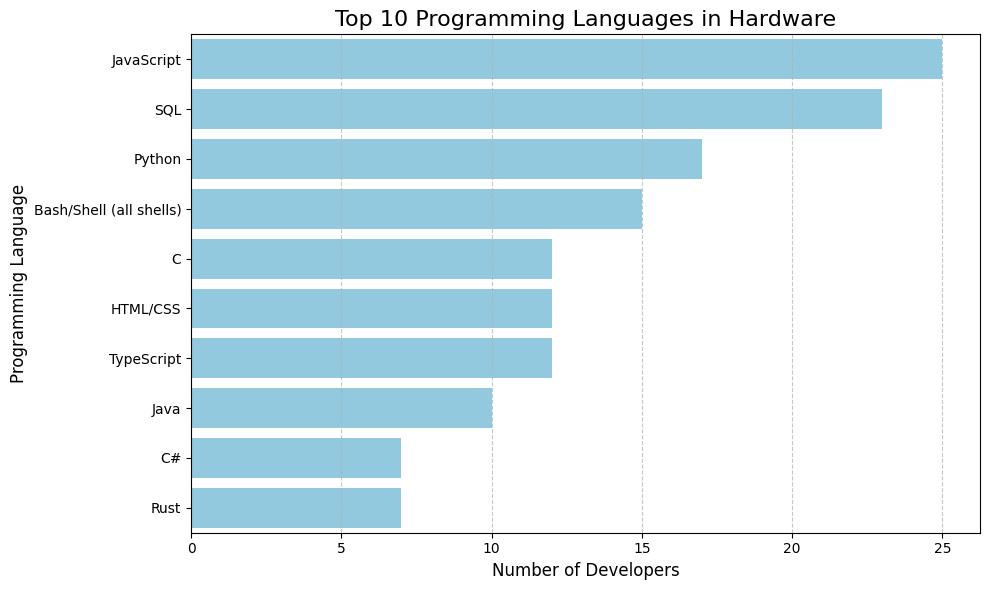 Top 10 Programming Languages in Hardware
Programming Language
JavaScript
SQL
Python
Bash/Shell (all shells)
C
HTML/CSS
TypeScript
Java
C#
Rust
0 5 10 15 20 25
Number of Developers